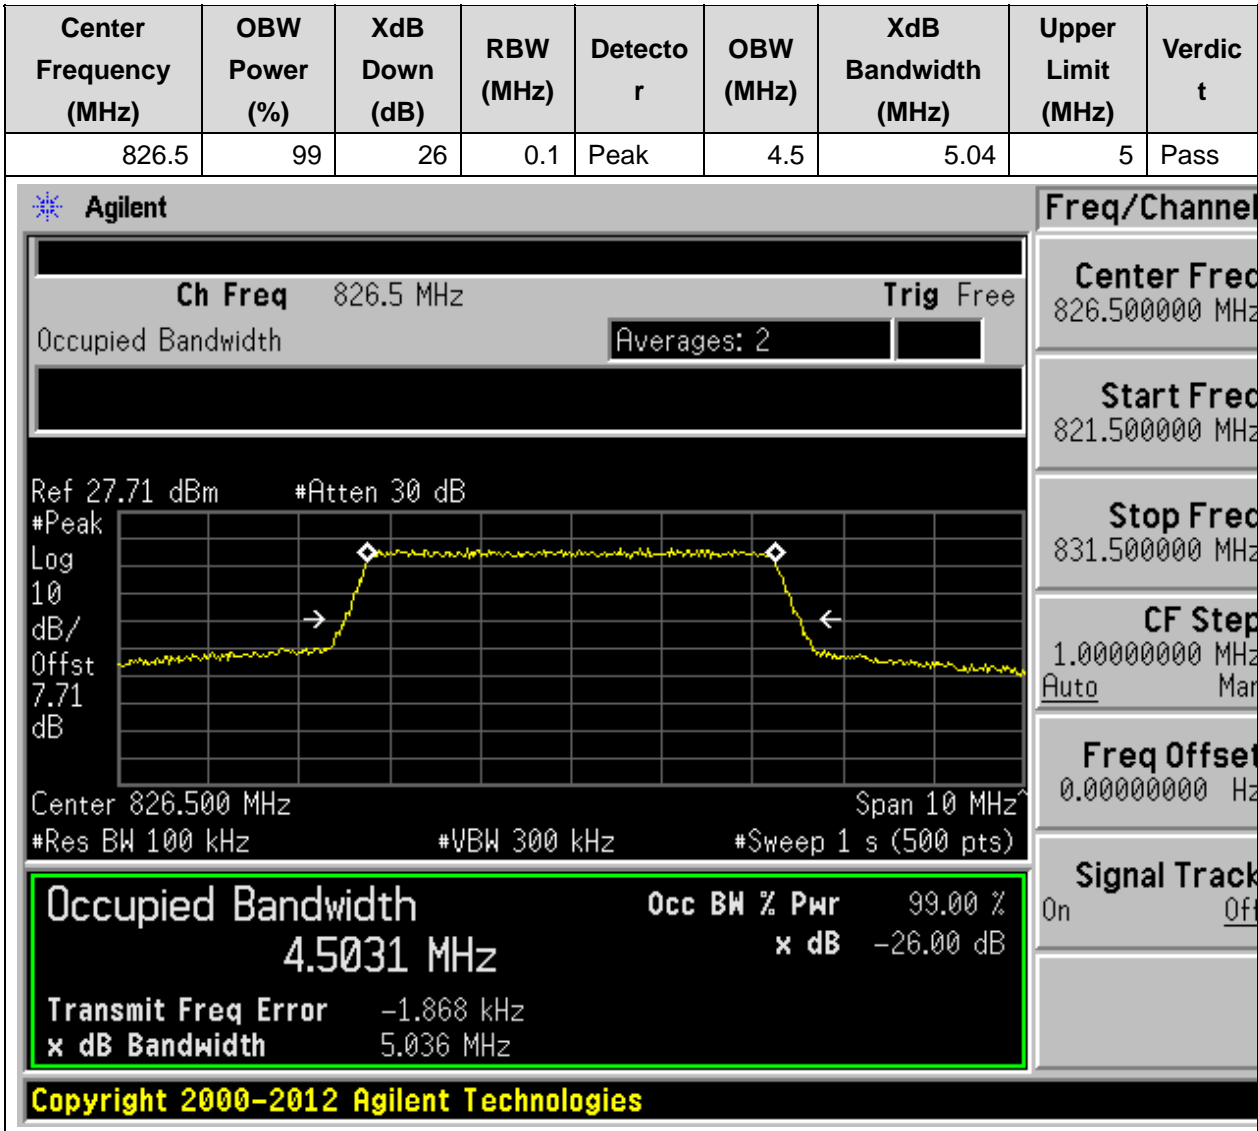 Center Frequency (MHz) OBW Power (%) XdB Down (dB) RBW (MHz) Detecto r OBW (MHz) XdB Bandwidth (MHz) Upper Limit (MHz) Verdic t
826.5 99 26 0.1 Peak 4.5 5.04 5 Pass
Agilent
Freq/Channel
Ch Freq 826.5 MHz Trig Free
Occupied Bandwidth Averages: 2
Ref 27.71 dBm #Atten 30 dB
#Peak
Log
10
dB/
Offst
7.71
dB
Center 826.500 MHz Span 10 MHz^
#Res BW 100 kHz #VBW 300 kHz #Sweep 1 s (500 pts)
Occupied Bandwidth Occ BW % Pwr 99.00 %
4.5031 MHz x dB -26.00 dB
Transmit Freq Error -1.868 kHz
x dB Bandwidth 5.036 MHz
Center Freq
826.500000 MHz
Start Freq
821.500000 MHz
Stop Freq
831.500000 MHz
CF Step
1.00000000 MHz
Auto Man
Freq Offset
0.00000000 Hz
Signal Track
On Off
Copyright 2000-2012 Agilent Technologies